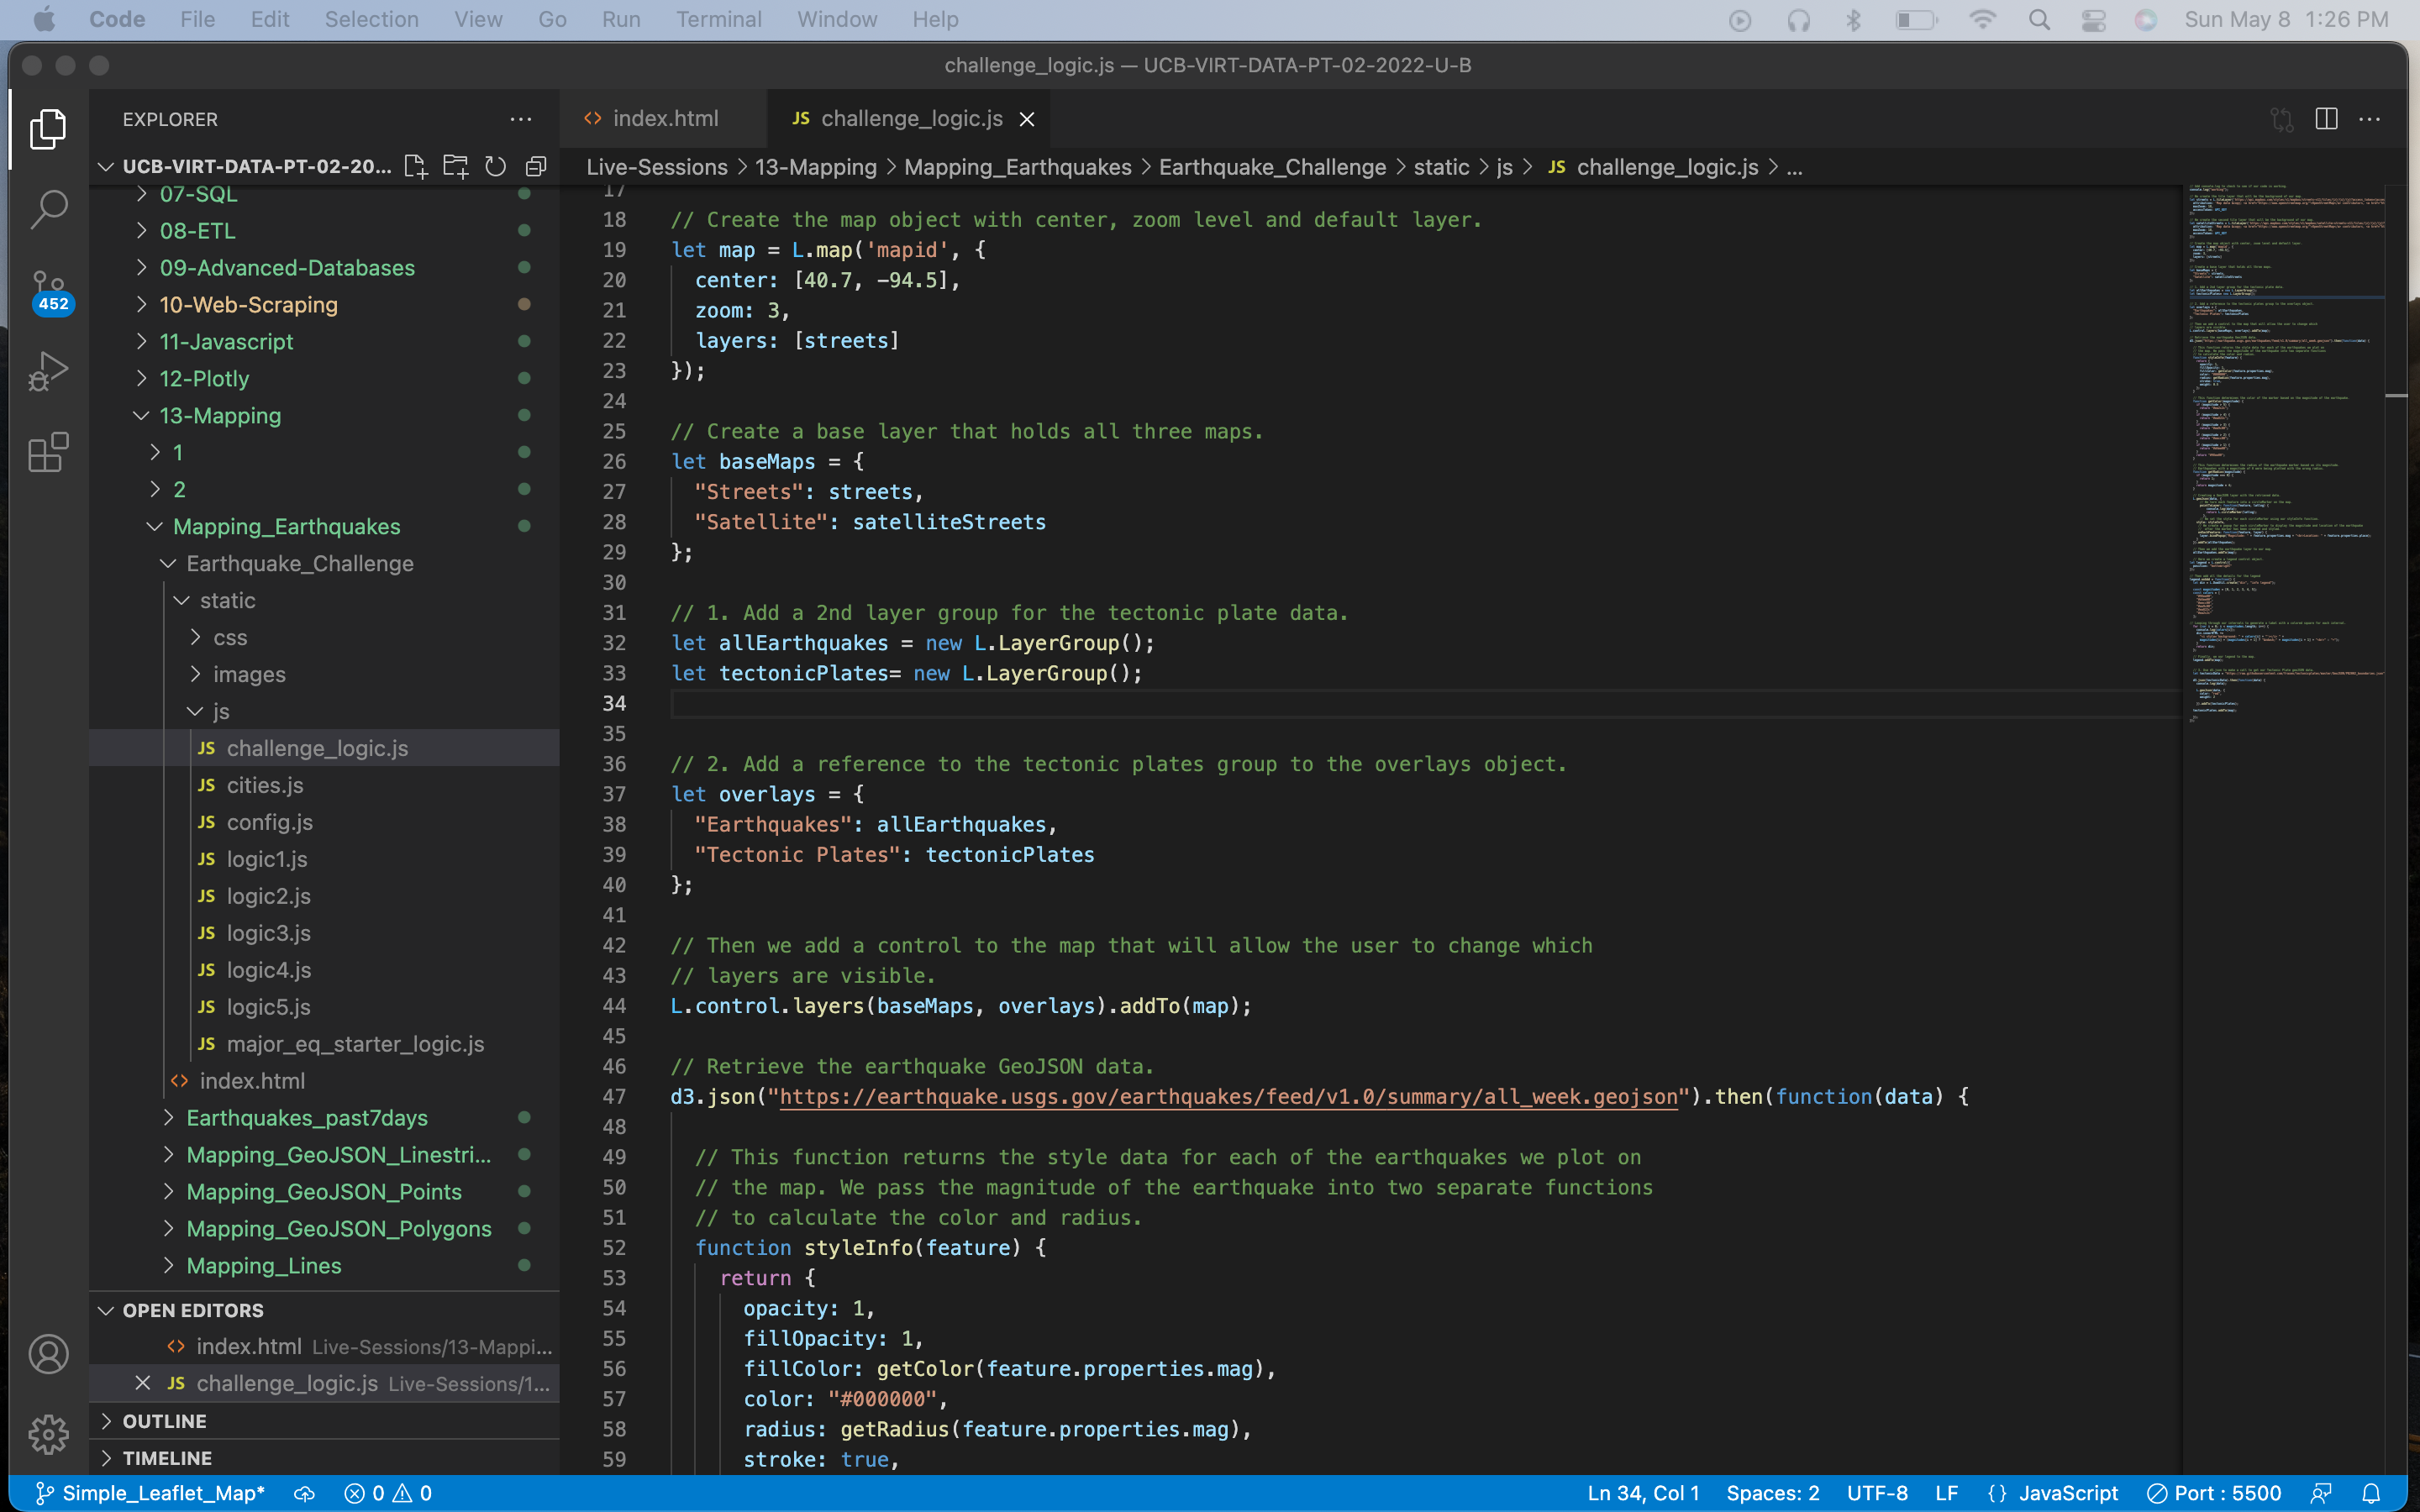 Code File Edit Selection View Go Run Terminal Window Help Sun May 8 1:26 PM
challenge_logic.js — UCB-VIRT-DATA-PT-02-2022-U-B
EXPLORER
UCB-VIRT-DATA-PT-02-20...
07-SQL
08-ETL
09-Advanced-Databases
10-Web-Scraping
11-Javascript
12-Plotly
13-Mapping
1
2
Mapping_Earthquakes
Earthquake_Challenge
static
css
images
js
JS challenge_logic.js
JS cities.js
JS config.js
JS logic1.js
JS logic2.js
JS logic3.js
JS logic4.js
JS logic5.js
JS major_eq_starter_logic.js
<> index.html
Earthquakes_past7days
Mapping_GeoJSON_Linestri...
Mapping_GeoJSON_Points
Mapping_GeoJSON_Polygons
Mapping_Lines
OPEN EDITORS
<> index.html Live-Sessions/13-Mappi...
JS challenge_logic.js Live-Sessions/1...
OUTLINE
TIMELINE
452
<> index.html JS challenge_logic.js
Live-Sessions > 13-Mapping > Mapping_Earthquakes > Earthquake_Challenge > static > js > JS challenge_logic.js > ...
17
18 // Create the map object with center, zoom level and default layer.
19 let map = L.map('mapid', {
20 center: [40.7, -94.5],
21 zoom: 3,
22 layers: [streets]
23 });
24
25 // Create a base layer that holds all three maps.
26 let baseMaps = {
27 "Streets": streets,
28 "Satellite": satelliteStreets
29 };
30
31 // 1. Add a 2nd layer group for the tectonic plate data.
32 let allEarthquakes = new L.LayerGroup();
33 let tectonicPlates= new L.LayerGroup();
34
35
36 // 2. Add a reference to the tectonic plates group to the overlays object.
37 let overlays = {
38 "Earthquakes": allEarthquakes,
39 "Tectonic Plates": tectonicPlates
40 };
41
42 // Then we add a control to the map that will allow the user to change which
43 // layers are visible.
44 L.control.layers(baseMaps, overlays).addTo(map);
45
46 // Retrieve the earthquake GeoJSON data.
47 d3.json("https://earthquake.usgs.gov/earthquakes/feed/v1.0/summary/all_week.geojson").then(function(data) {
48
49 // This function returns the style data for each of the earthquakes we plot on
50 // the map. We pass the magnitude of the earthquake into two separate functions
51 // to calculate the color and radius.
52 function styleInfo(feature) {
53 return {
54 opacity: 1,
55 fillOpacity: 1,
56 fillColor: getColor(feature.properties.mag),
57 color: "#000000",
58 radius: getRadius(feature.properties.mag),
59 stroke: true,
Simple_Leaflet_Map* 0 0 Ln 34, Col 1 Spaces: 2 UTF-8 LF {} JavaScript Port : 5500